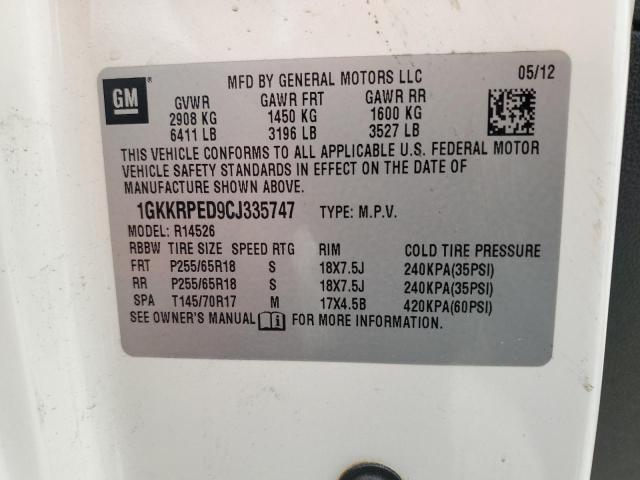 GM ® MFD BY GENERAL MOTORS LLC 05/12
GVWR GAWR FRT GAWR RR
2908 KG 1450 KG 1600 KG
6411 LB 3196 LB 3527 LB
THIS VEHICLE CONFORMS TO ALL APPLICABLE U.S. FEDERAL MOTOR
VEHICLE SAFETY STANDARDS IN EFFECT ON THE DATE OF
MANUFACTURE SHOWN ABOVE.
1GKKRPED9CJ335747 TYPE: M.P.V.
MODEL: R14526
RBBW TIRE SIZE SPEED RTG RIM COLD TIRE PRESSURE
FRT P255/65R18 S 18X7.5J 240KPA(35PSI)
RR P255/65R18 S 18X7.5J 240KPA(35PSI)
SPA T145/70R17 M 17X4.5B 420KPA(60PSI)
SEE OWNER'S MANUAL FOR MORE INFORMATION.